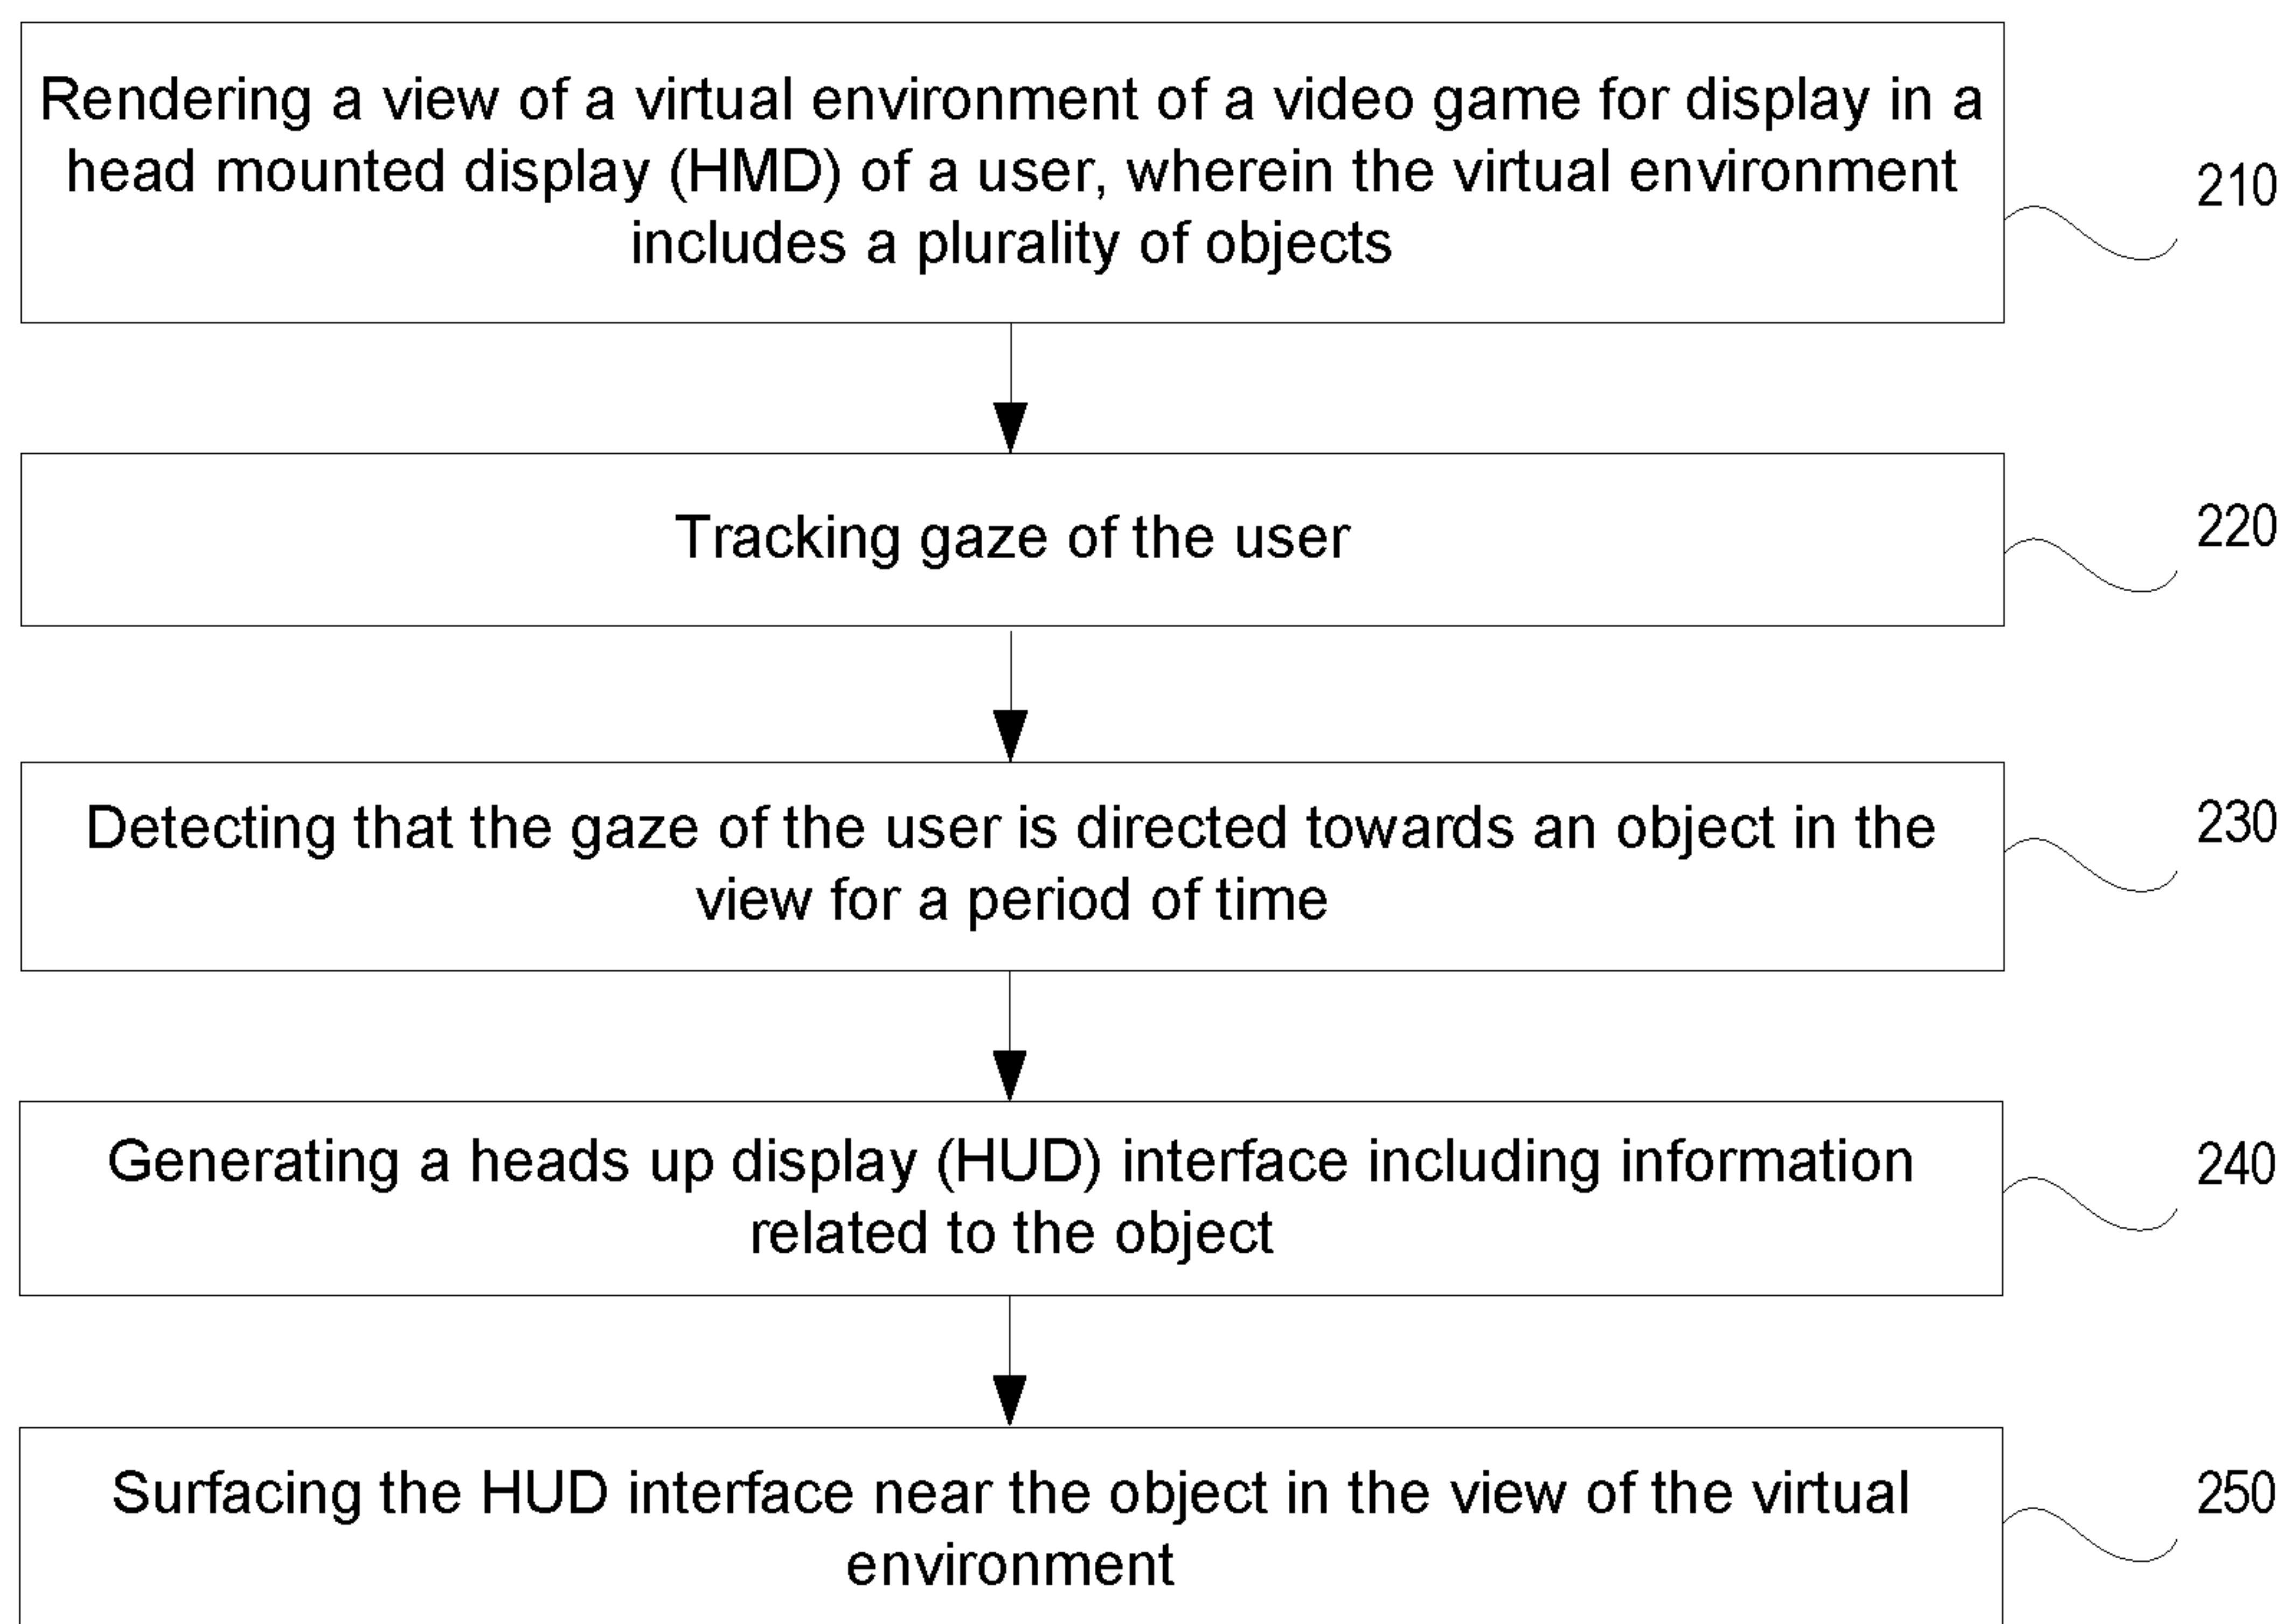 Rendering a view of a virtual environment of a video game for display in a
head mounted display (HMD) of a user, wherein the virtual environment
includes a plurality of objects
210
Tracking gaze of the user
220
Detecting that the gaze of the user is directed towards an object in the
view for a period of time
230
Generating a heads up display (HUD) interface including information
related to the object
240
Surfacing the HUD interface near the object in the view of the virtual
environment
250